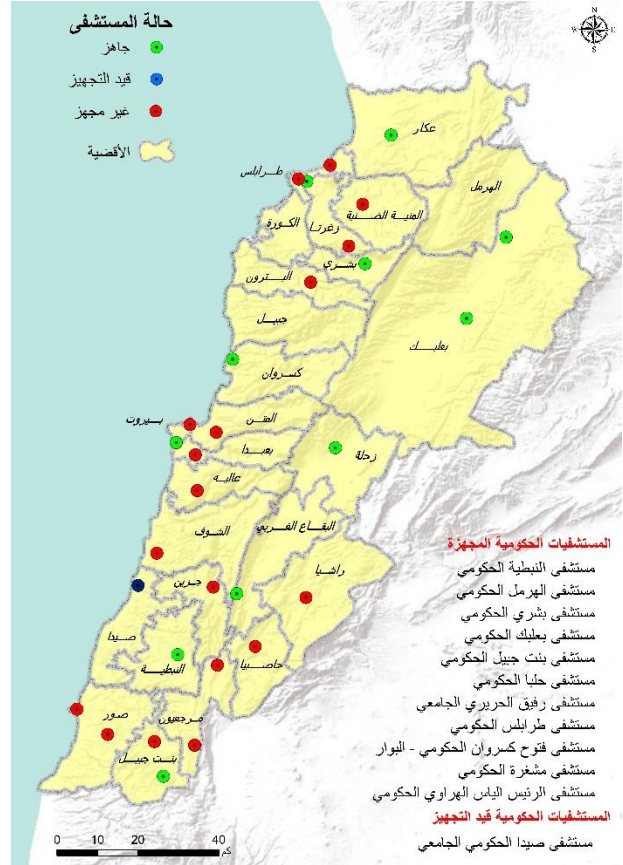 حالة المستشفى
جاهز
قيد التجهيز
غير مجهز
الأقضية
N
W
E
S
عكار
طرابلس
الهرمل
المنية الضنية
زغرتا
الكورة
بشري
البترون
جبيل
بعلبك
كسروان
المتن
بيروت
بعبدا
زحلة
عاليه
البقاع الغربي
الشوف
راشيا
جزين
صيدا
حاصبيا
النبطية
مرجعيون
صور
بنت جبيل
المستشفيات الحكومية المجهزة
مستشفى النبطية الحكومي
مستشفى الهرمل الحكومي
مستشفى بشري الحكومي
مستشفى بعلبك الحكومي
مستشفى بنت جبيل الحكومي
مستشفى حلبا الحكومي
مستشفى رفيق الحريري الجامعي
مستشفى طرابلس الحكومي
مستشفى فتوح كسروان الحكومي - البوار
مستشفى مشغرة الحكومي
مستشفى الرئيس الياس الهراوي الحكومي
المستشفيات الحكومية قيد التجهيز
مستشفى صيدا الحكومي الجامعي
0 10 20 40
كم